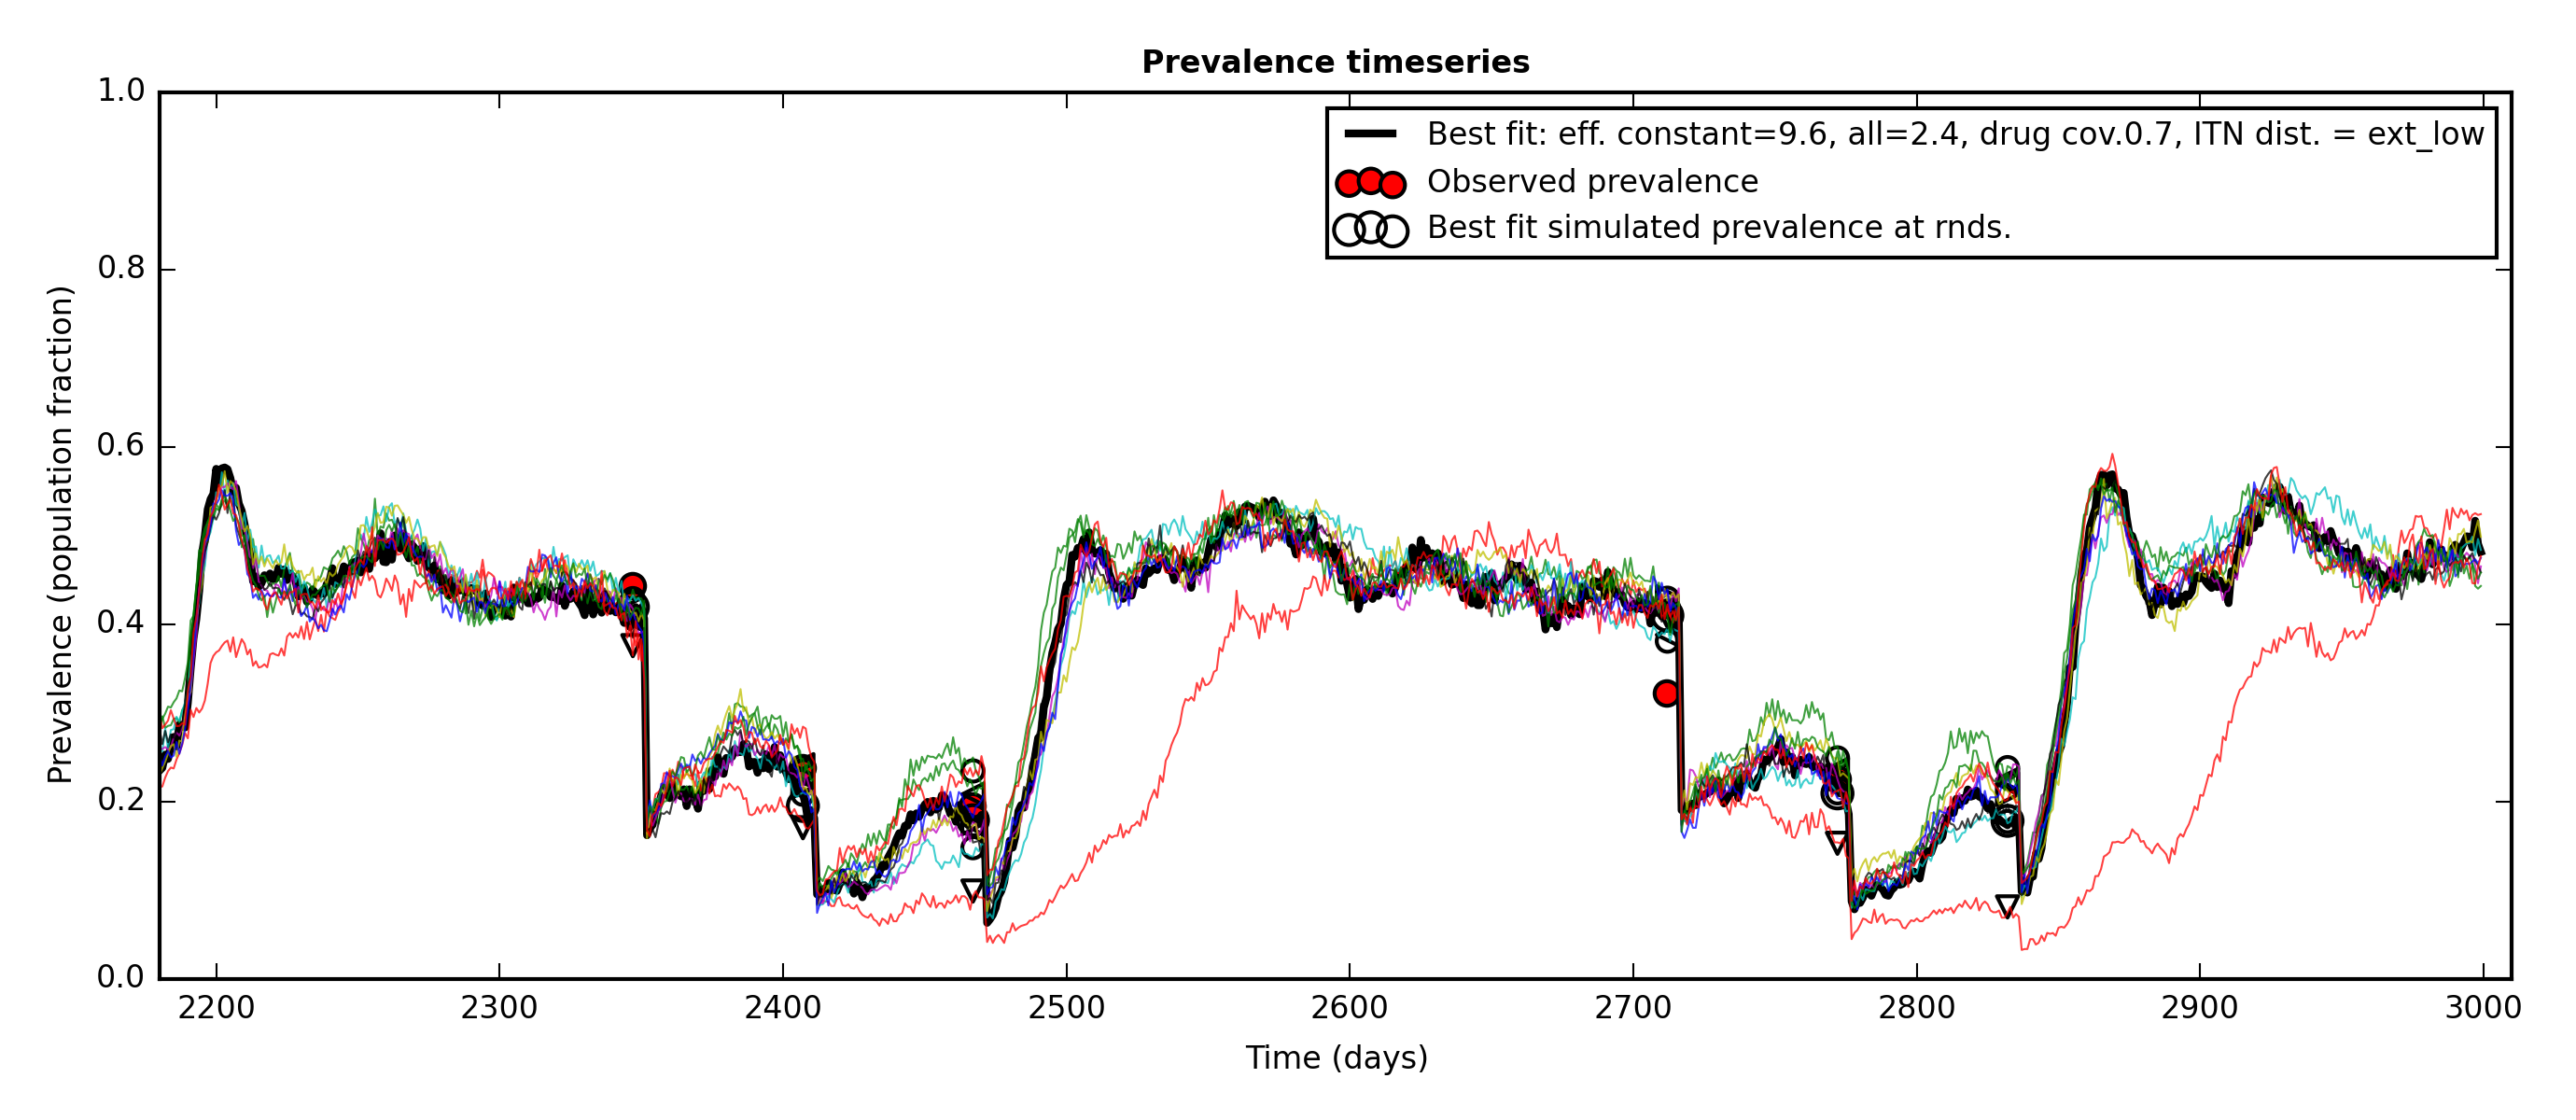 Prevalence timeseries
Best fit: eff. constant=9.6, all=2.4, drug cov.0.7, ITN dist. = ext_low
Observed prevalence
Best fit simulated prevalence at rnds.
Prevalence (population fraction)
1.0
0.8
0.6
0.4
0.2
0.0
2200 2300 2400 2500 2600 2700 2800 2900 3000
Time (days)